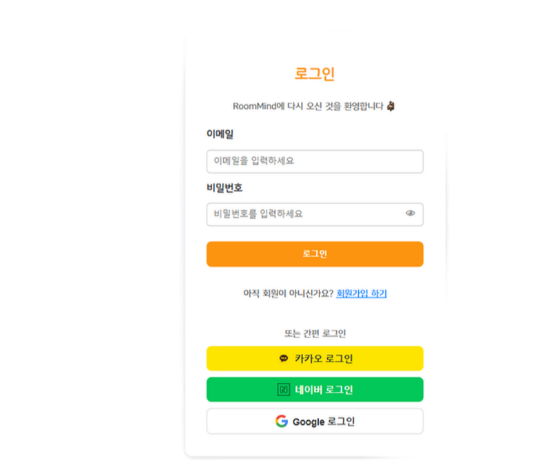 로그인
RoomMind에 다시 오신 것을 환영합니다
이메일
이메일을 입력하세요
비밀번호
비밀번호를 입력하세요
로그인
아직 회원이 아니신가요? 회원가입 하기
또는 간편 로그인
카카오 로그인
네이버 로그인
Google 로그인